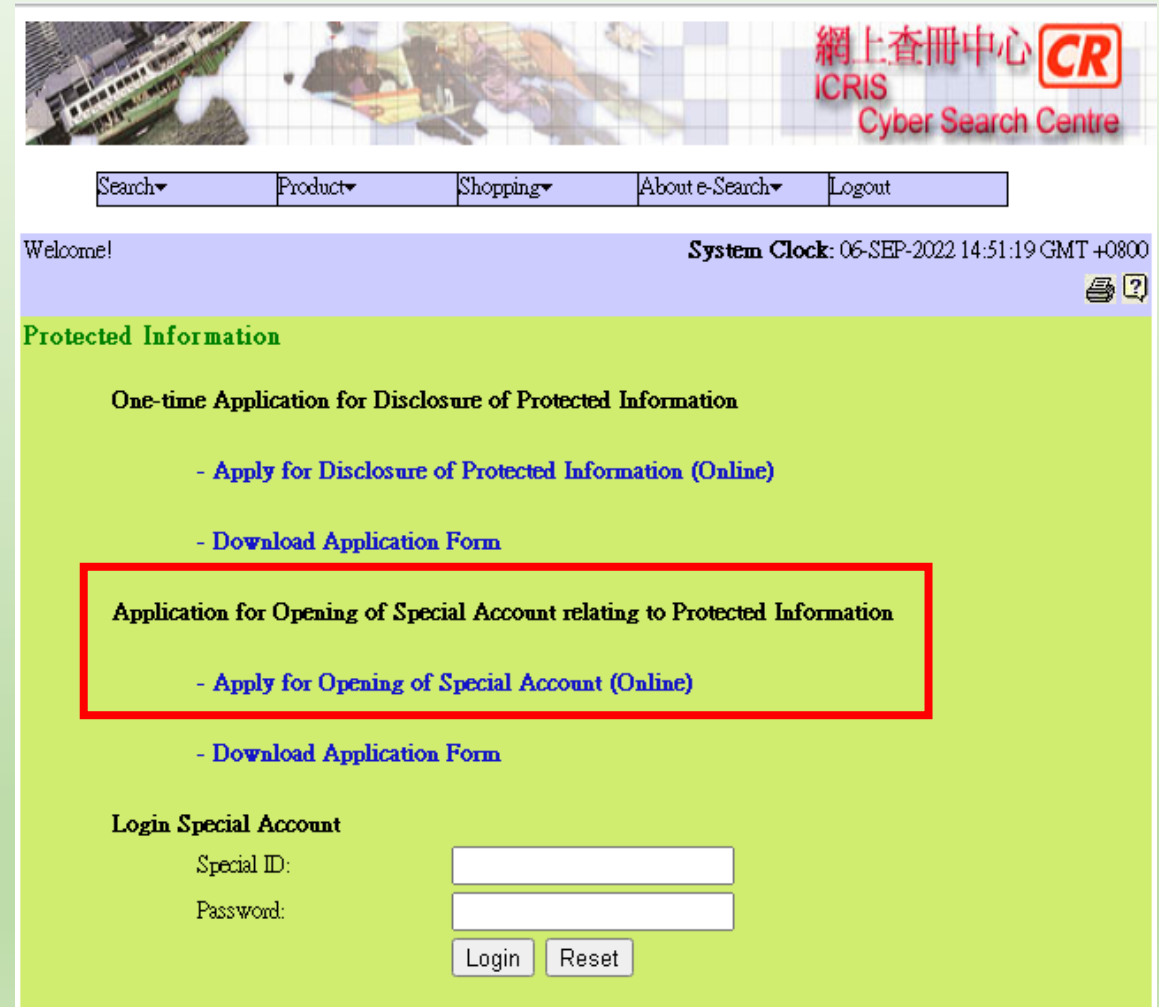 網上查冊中心 CR
ICRIS
Cyber Search Centre
Search Product Shopping About e-Search Logout
Welcome! System Clock: 06-SEP-2022 14:51:19 GMT +0800
Protected Information
One-time Application for Disclosure of Protected Information
- Apply for Disclosure of Protected Information (Online)
- Download Application Form
Application for Opening of Special Account relating to Protected Information
- Apply for Opening of Special Account (Online)
- Download Application Form
Login Special Account
Special ID:
Password:
Login Reset